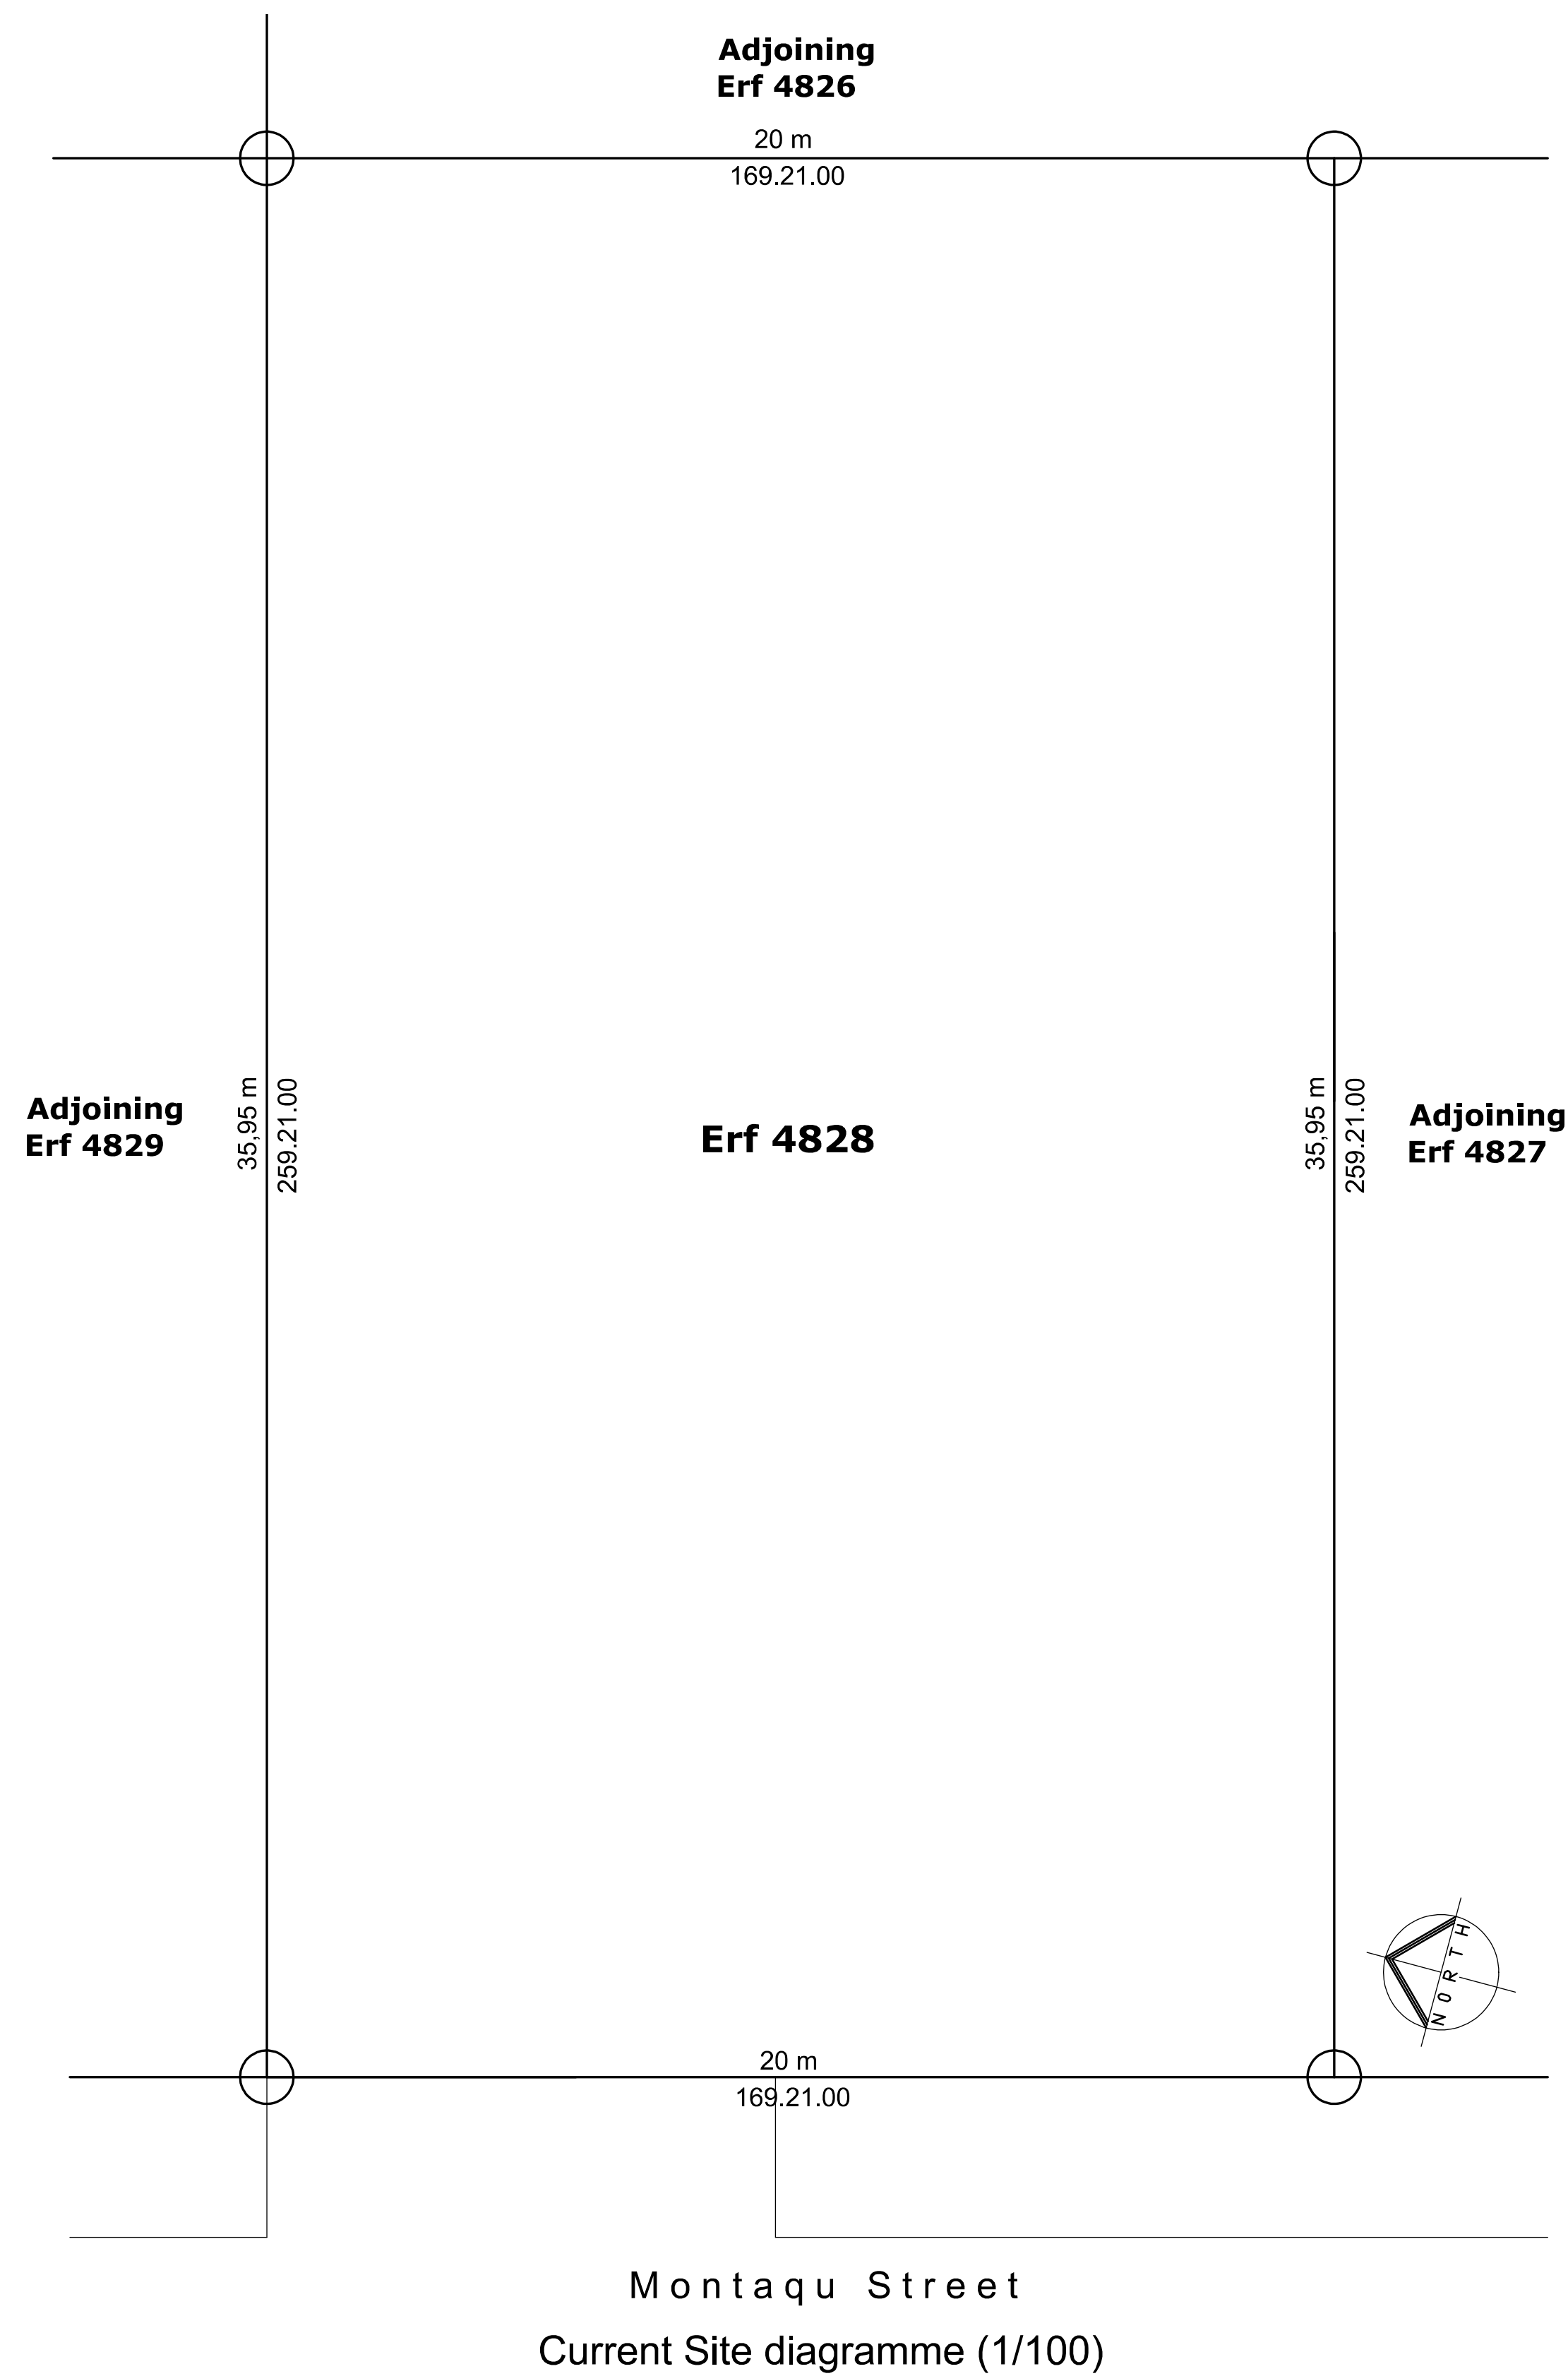 Adjoining
Erf 4826
20 m
169.21.00
Adjoining
Erf 4829
35,95 m
259.21.00
Erf 4828
35,95 m
259.21.00
Adjoining
Erf 4827
NORTH
20 m
169.21.00
Montaqu Street
Current Site diagramme (1/100)